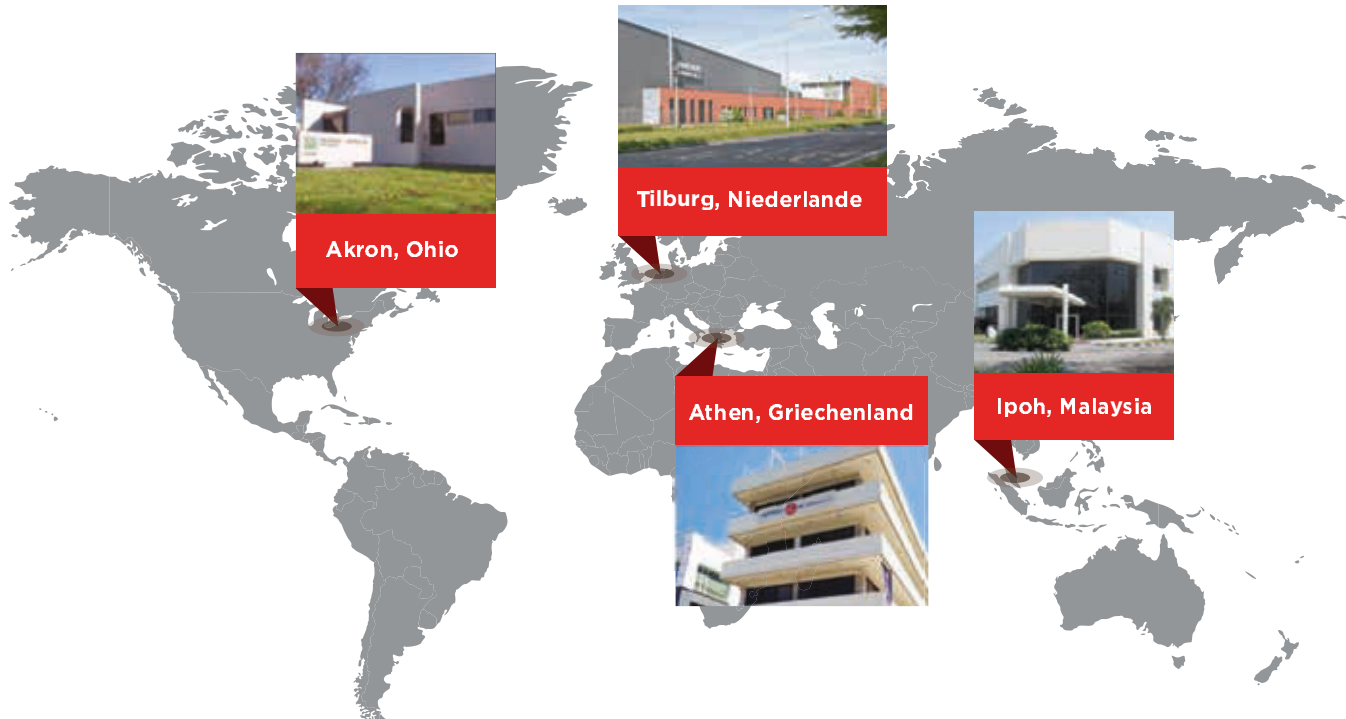 Tilburg, Niederlande
Akron, Ohio
Athen, Griechenland
Ipoh, Malaysia